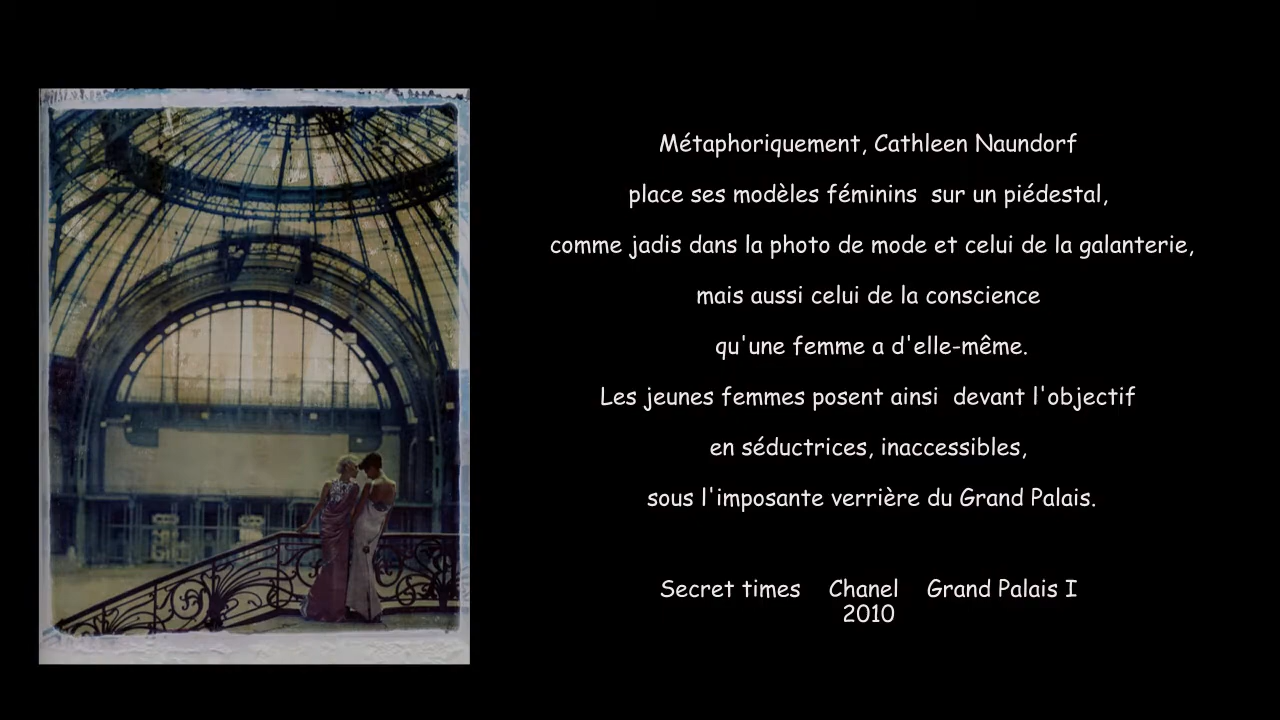 Métaphoriquement, Cathleen Naundorf
place ses modèles féminins sur un piédestal,
comme jadis dans la photo de mode et celui de la galanterie,
mais aussi celui de la conscience
qu'une femme a d'elle-même.
Les jeunes femmes posent ainsi devant l'objectif
en séductrices, inaccessibles,
sous l'imposante verrière du Grand Palais.
Secret times Chanel Grand Palais I
2010